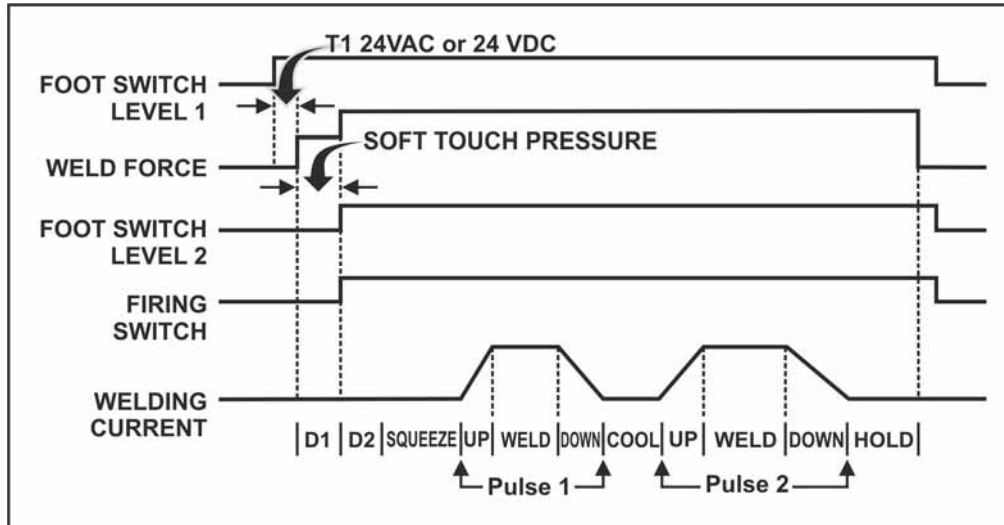 T1 24VAC or 24 VDC
FOOT SWITCH
LEVEL 1
SOFT TOUCH PRESSURE
WELD FORCE
FOOT SWITCH
LEVEL 2
FIRING
SWITCH
WELDING
CURRENT
D1 D2 SQUEEZE UP WELD DOWN COOL UP WELD DOWN HOLD
Pulse 1 Pulse 2